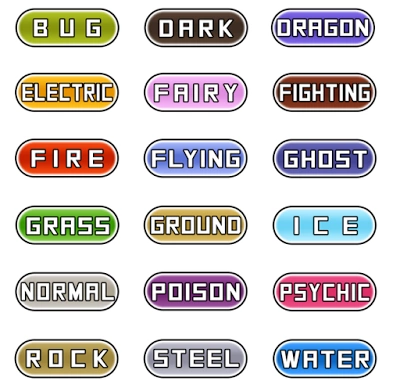 BUG DARK DRAGON
ELECTRIC FAIRY FIGHTING
FIRE FLYING GHOST
GRASS GROUND ICE
NORMAL POISON PSYCHIC
ROCK STEEL WATER